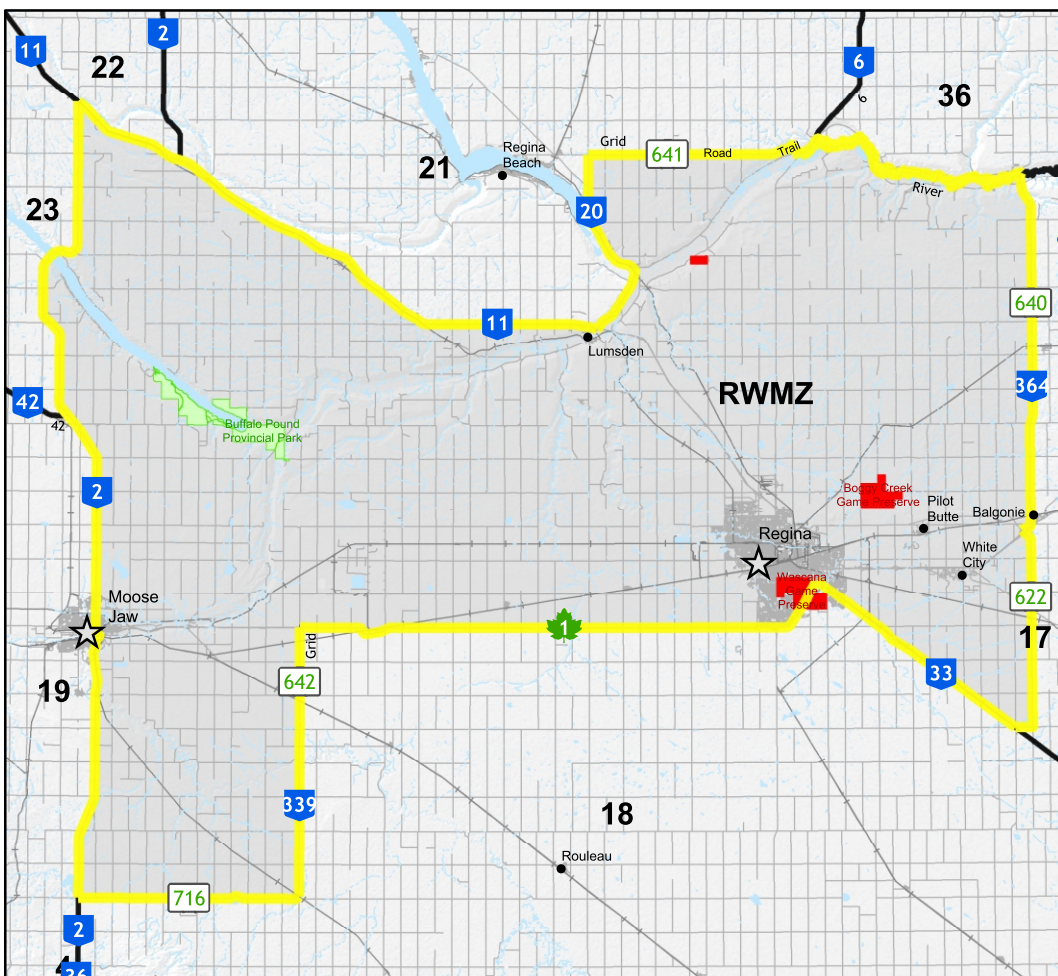 2
11
22
6
36
6
Regina
Beach
Grid
641
Road
Trail
21
River
23
20
640
11
Lumsden
364
RWMZ
42
42
Buffalo Pound
Provincial Park
2
Boggy Creek
Game Preserve
Pilot
Butte
Balgonie
Regina
White
City
Wascana
Game
Preserve
Moose
Jaw
622
1
17
Grid
19
642
33
339
18
Rouleau
716
2
36